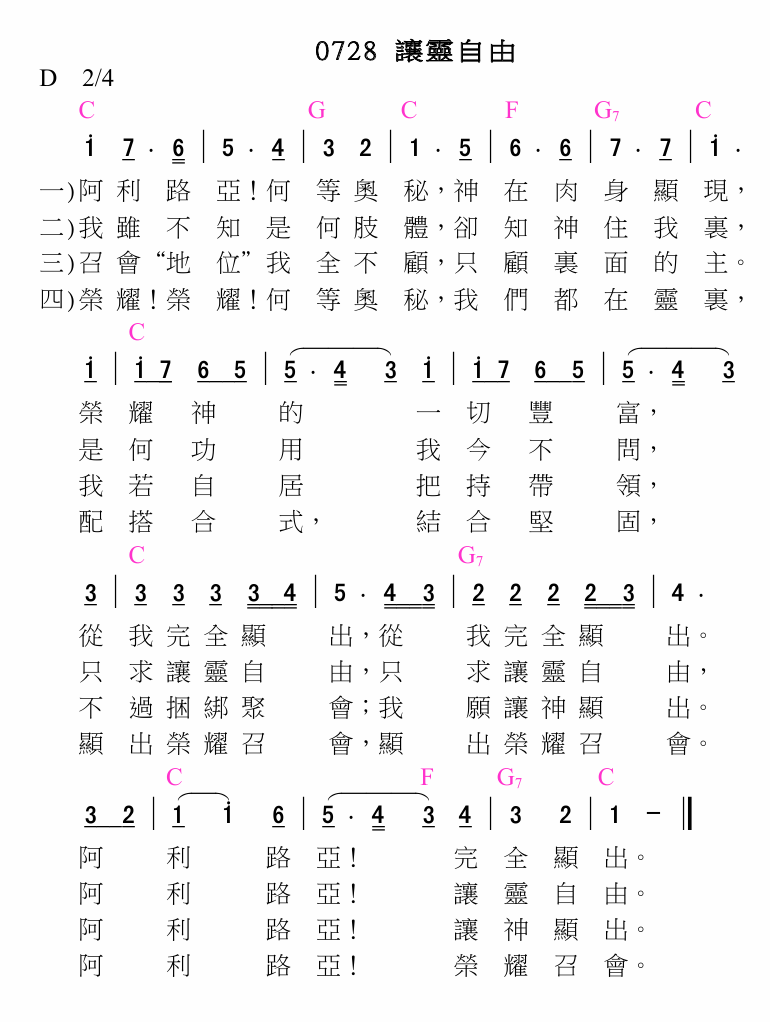 0728 讓靈自由
D 2/4
C G C F G7 C
i 7 . 6 | 5 . 4 | 3 2 | 1 . 5 | 6 . 6 | 7 . 7 | i .
一)阿利路亞!何等奧秘,神在肉身顯現,
二)我雖不知是何肢體,卻知神住我裏,
三)召會“地位”我全不顧,只顧裏面的主。
四)榮耀!榮耀!何等奧秘,我們都在靈裏,
C
i | i 7 6 5 | 5 . 4 3 i | i 7 6 5 | 5 . 4 3
榮耀神的一切豐富,
是何功用我今不問,
我若自居把持帶領,
配搭合式,結合堅固,
C G7
3 | 3 3 3 3 4 | 5 . 4 3 | 2 2 2 2 3 | 4 .
從我完全顯出,從我完全顯出。
只求讓靈自由,只求讓靈自由,
不過捆綁聚會;我願讓神顯出。
顯出榮耀召會,顯出榮耀召會。
C F G7 C
3 2 | 1 i 6 | 5 . 4 3 4 | 3 2 | 1 -
阿利路亞!完全顯出。
阿利路亞!讓靈自由。
阿利路亞!讓神顯出。
阿利路亞!榮耀召會。